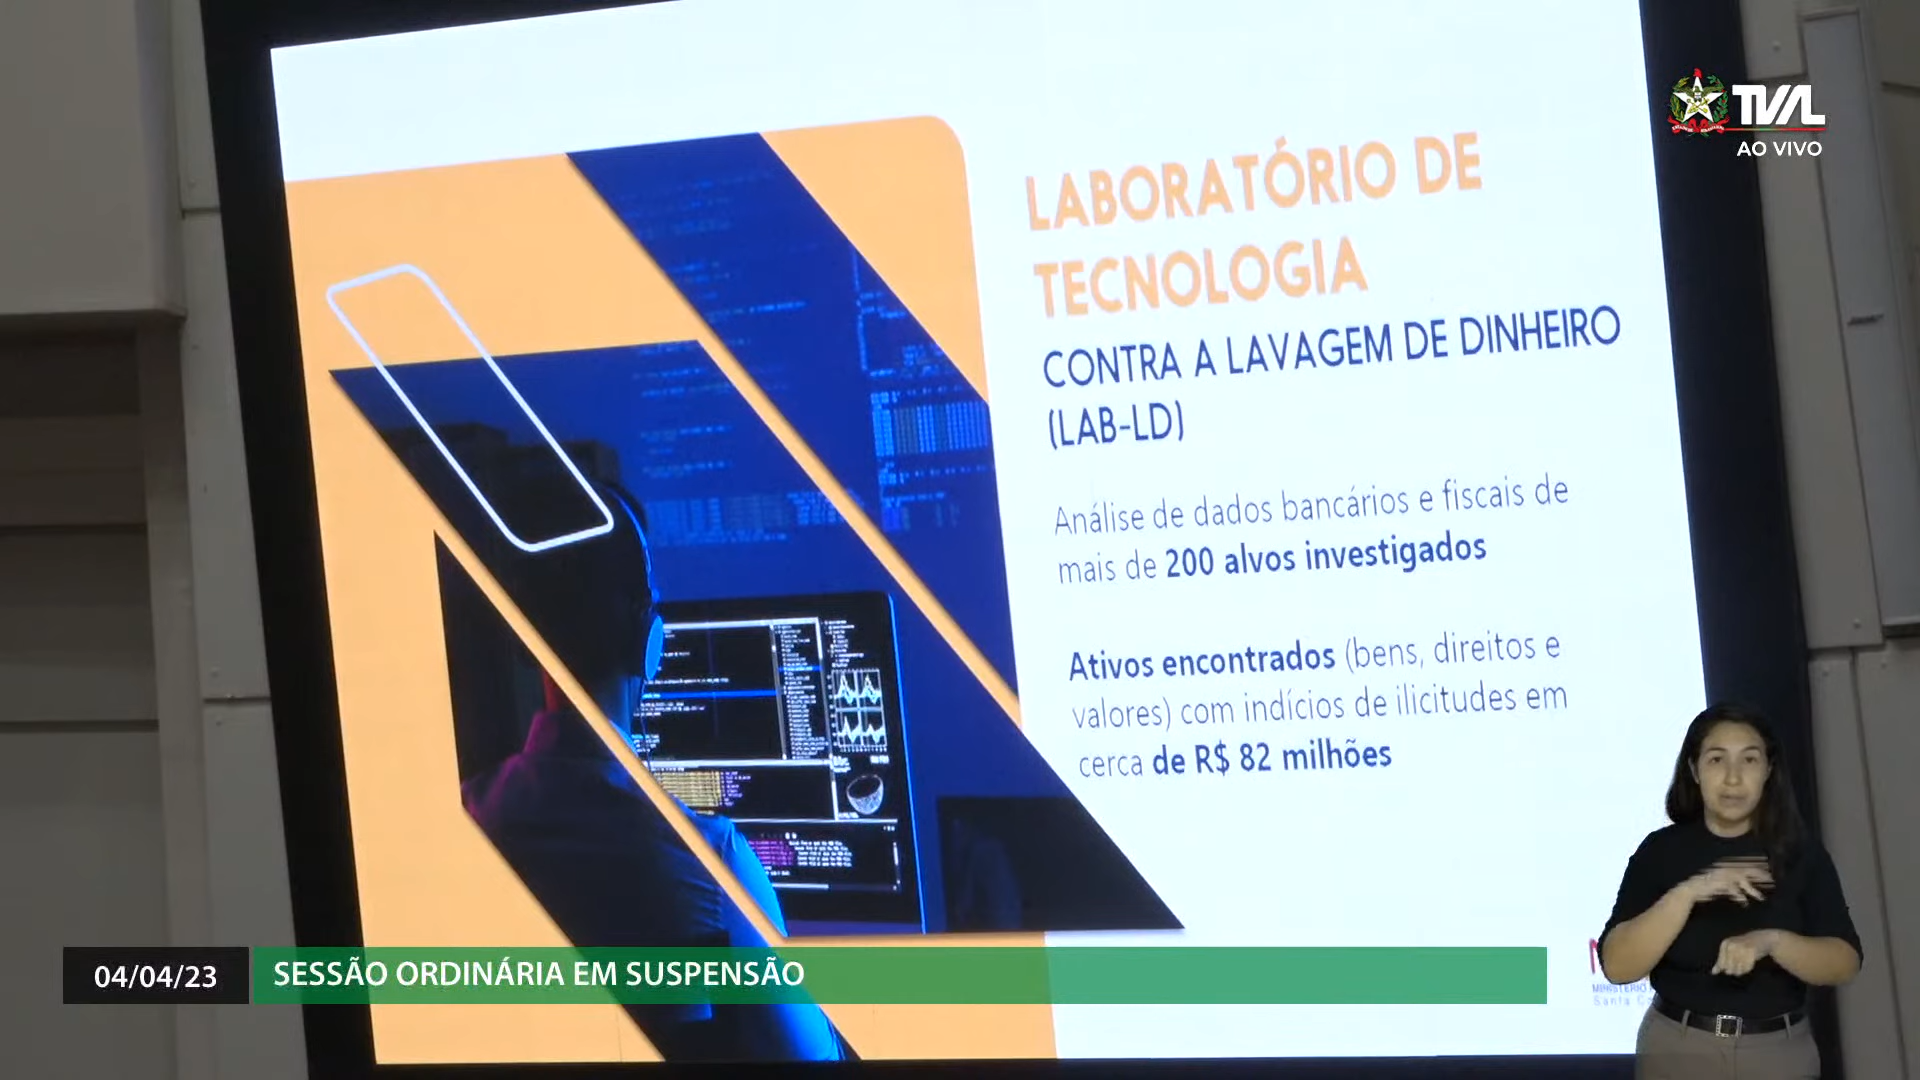 TVAL
AO VIVO
LABORATÓRIO DE
TECNOLOGIA
CONTRA A LAVAGEM DE DINHEIRO
(LAB-LD)
Análise de dados bancários e fiscais de
mais de 200 alvos investigados
Ativos encontrados (bens, direitos e
valores) com indícios de ilicitudes em
cerca de R$ 82 milhões
04/04/23
SESSÃO ORDINÁRIA EM SUSPENSÃO
MINISTÉRIO
Santa